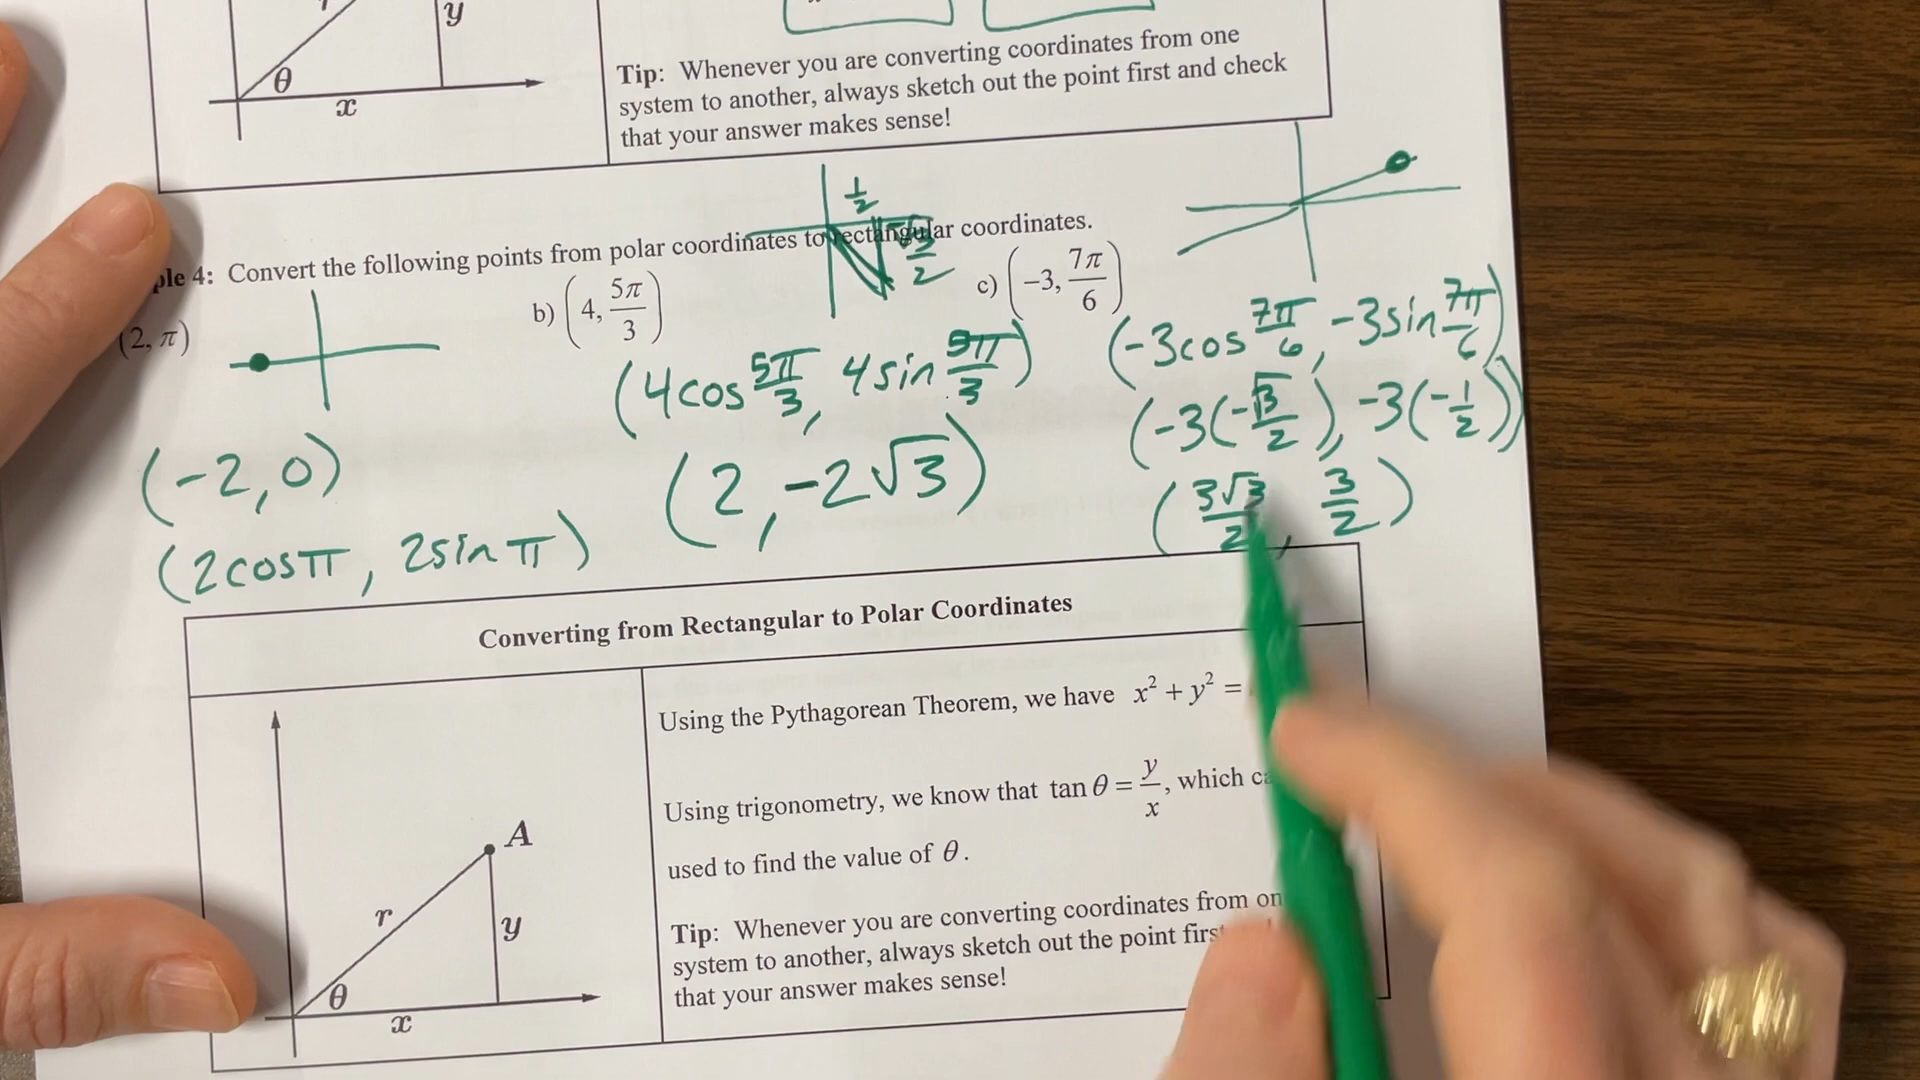 y
θ
x
Tip: Whenever you are converting coordinates from one
system to another, always sketch out the point first and check
that your answer makes sense!
ple 4: Convert the following points from polar coordinates to rectangular coordinates.
(2, π)
b) (4, 5π/3)
1/2
√3/2
c) (−3, 7π/6)
(-2, 0)
(2cosπ, 2sinπ)
(4cos 5π/3, 4sin 5π/3)
(2, -2√3)
(-3cos 7π/6, -3sin 7π/6)
(-3(-√3/2), -3(-1/2))
(3√3/2, 3/2)
Converting from Rectangular to Polar Coordinates
A
r
y
θ
x
Using the Pythagorean Theorem, we have x² + y² =
Using trigonometry, we know that tan θ = y/x, which
used to find the value of θ.
Tip: Whenever you are converting coordinates from
system to another, always sketch out the point
that your answer makes sense!